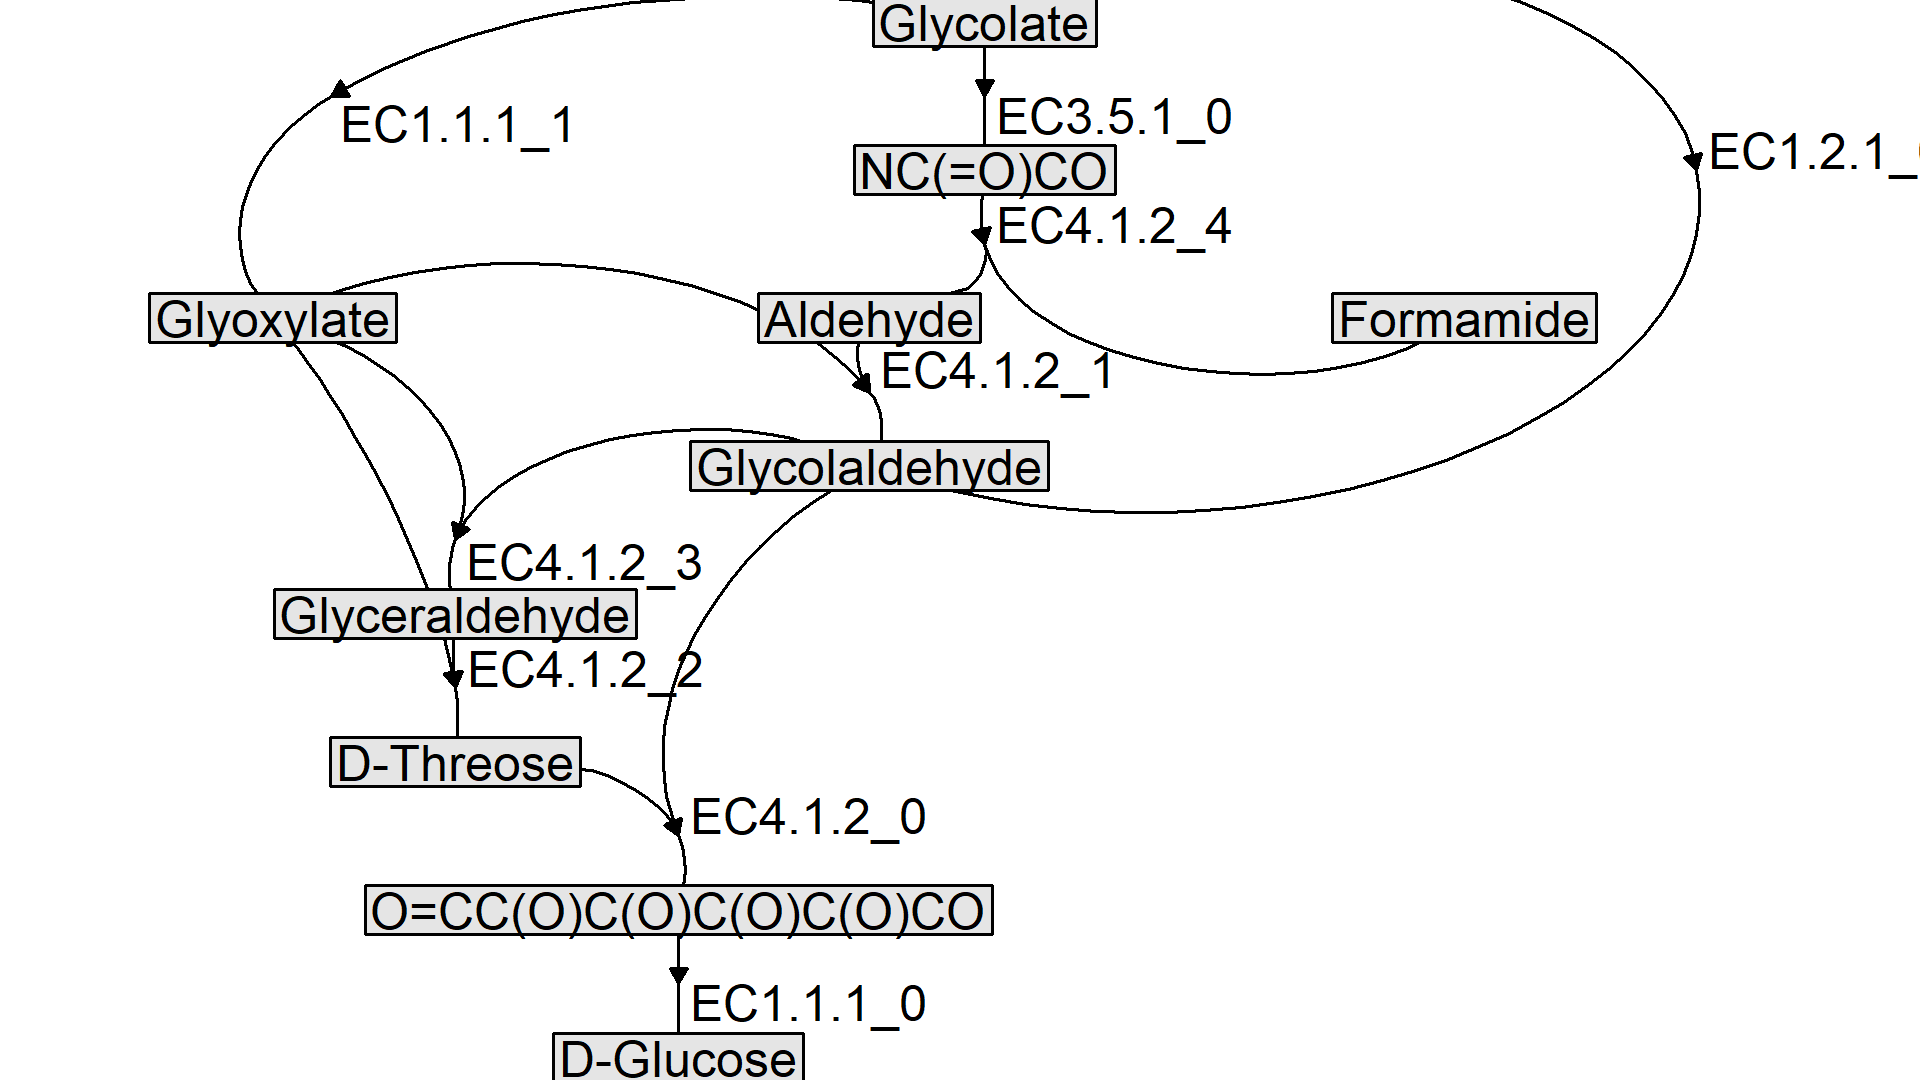 Glycolate
EC1.1.1_1
EC3.5.1_0
EC1.2.1_
NC(=O)CO
EC4.1.2_4
Glyoxylate
Aldehyde
Formamide
EC4.1.2_1
Glycolaldehyde
EC4.1.2_3
Glyceraldehyde
EC4.1.2_2
D-Threose
EC4.1.2_0
O=CC(O)C(O)C(O)C(O)CO
EC1.1.1_0
D-Glucose